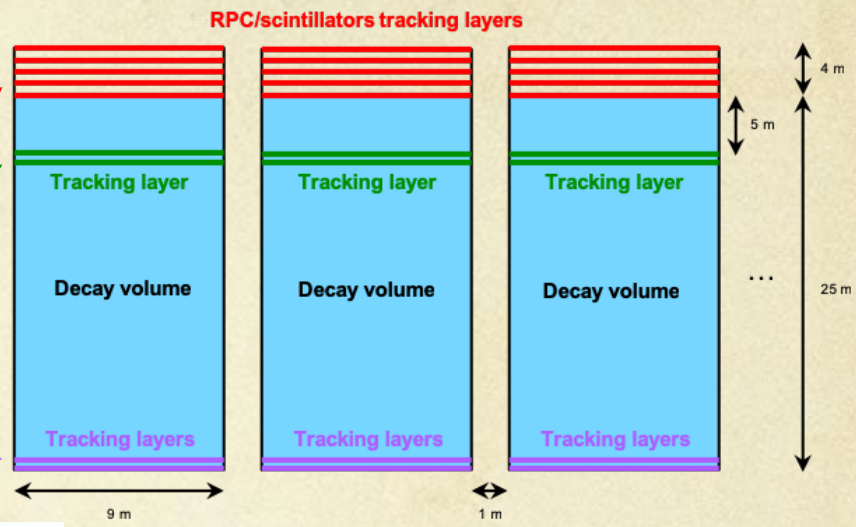 RPC/scintillators tracking layers
4 m
5 m
Tracking layer
Tracking layer
Tracking layer
Decay volume
Decay volume
Decay volume
...
25 m
Tracking layers
Tracking layers
Tracking layers
9 m
1 m